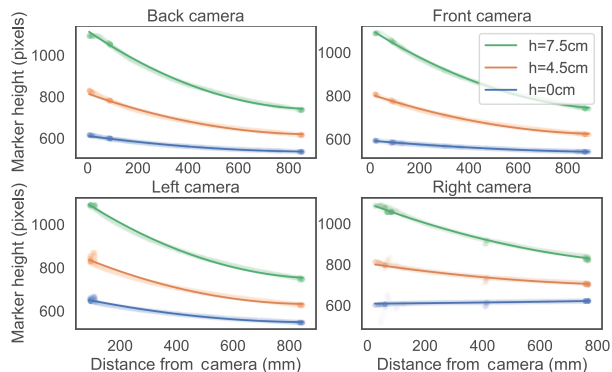 Back camera
Front camera
Marker height (pixels)
1000
800
600
0 200 400 600 800
1000
800
600
0 200 400 600 800
h=7.5cm
h=4.5cm
h=0cm
Left camera
Right camera
Marker height (pixels)
1000
800
600
200 400 600 800
1000
800
600
0 200 400 600 800
Distance from camera (mm)
Distance from camera (mm)